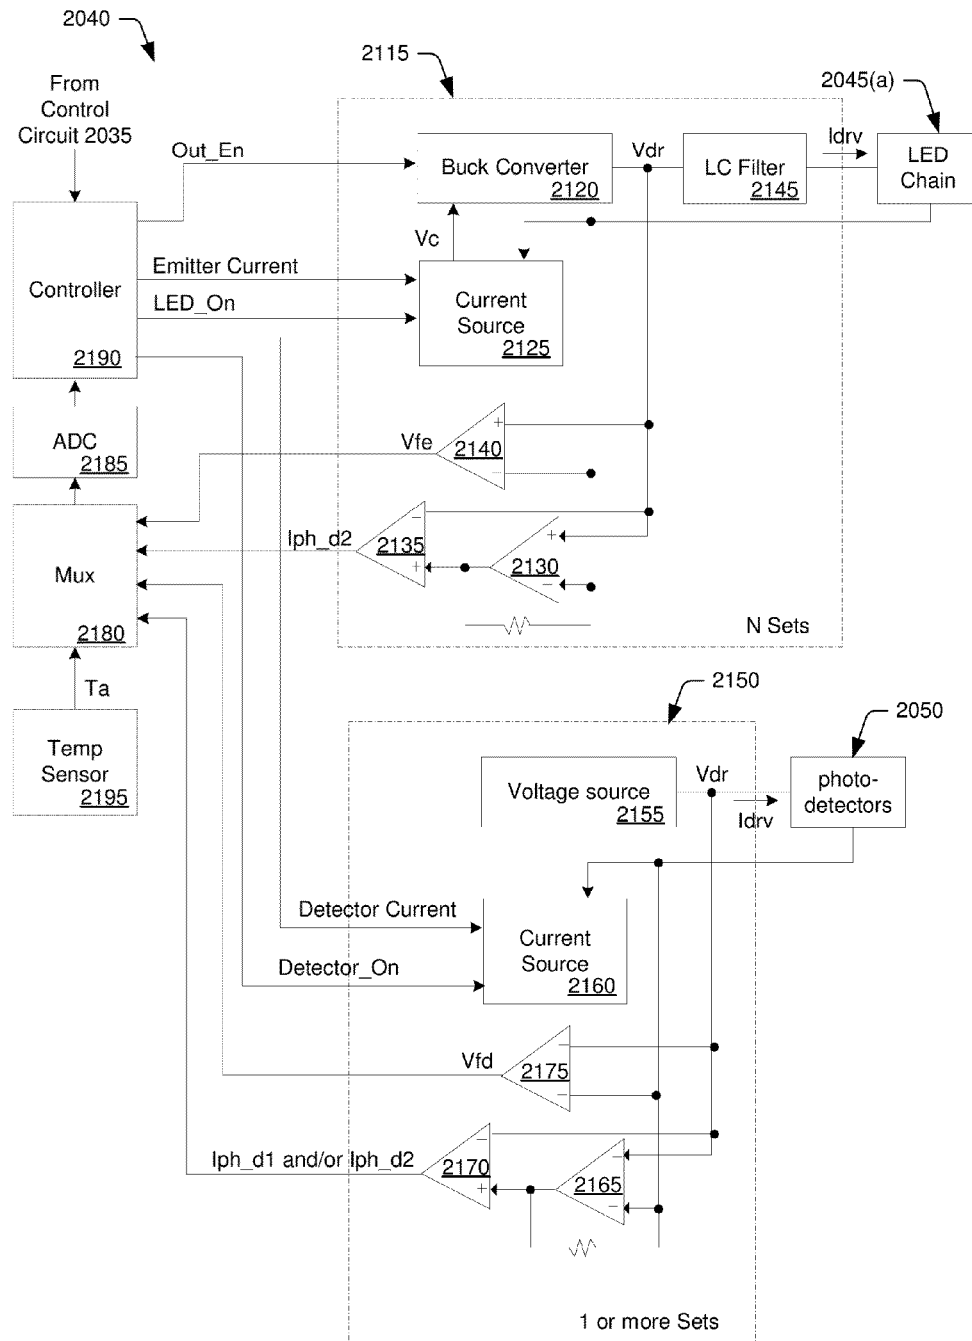 2040
From
Control
Circuit 2035
2115
2045(a)
Out_En
Buck Converter
2120
Vdr
LC Filter
2145
Idrv
LED
Chain
Vc
Controller
2190
Emitter Current
LED_On
Current
Source
2125
ADC
2185
Vfe
+
2140
–
Mux
2180
Iph_d2
–
2135
+
+
2130
–
N Sets
Ta
Temp
Sensor
2195
2150
2050
Voltage source
2155
Vdr
Idrv
photo-
detectors
Detector Current
Detector_On
Current
Source
2160
Vfd
–
2175
–
Iph_d1 and/or Iph_d2
–
2170
+
–
2165
–
1 or more Sets